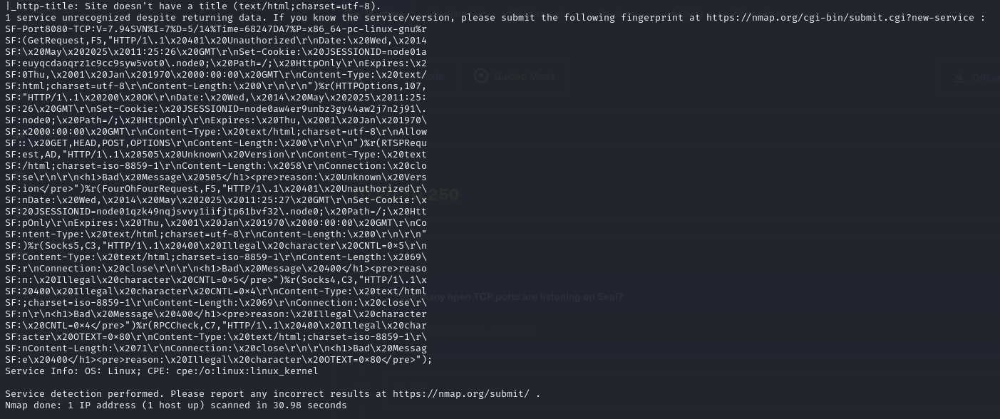 |_http-title: Site doesn't have a title (text/html;charset=utf-8).
1 service unrecognized despite returning data. If you know the service/version, please submit the following fingerprint at https://nmap.org/cgi-bin/submit.cgi?new-service :
SF-Port8080-TCP:V=7.94SVN%I=7%D=5/14%Time=68247DA7%P=x86_64-pc-linux-gnu%r
SF:(GetRequest,F5,"HTTP/1\.1\x20401\x20Unauthorized\r\nDate:\x20Wed,\x2014
SF:\x20May\x202025\x2011:25:26\x20GMT\r\nSet-Cookie:\x20JSESSIONID=node01a
SF:euyqcdaoqrz1c9cc9syw5vot0\.node0;\x20Path=/;\x20HttpOnly\r\nExpires:\x2
SF:0Thu,\x2001\x20Jan\x201970\x2000:00:00\x20GMT\r\nContent-Type:\x20text/
SF:html;charset=utf-8\r\nContent-Length:\x200\r\n\r\n")%r(HTTPOptions,107,
SF:"HTTP/1\.1\x20200\x20OK\r\nDate:\x20Wed,\x2014\x20May\x202025\x2011:25:
SF:26\x20GMT\r\nSet-Cookie:\x20JSESSIONID=node0aw4er9unbz3gy44aw2j7n2j91\.
SF:node0;\x20Path=/;\x20HttpOnly\r\nExpires:\x20Thu,\x2001\x20Jan\x201970\
SF:x2000:00:00\x20GMT\r\nContent-Type:\x20text/html;charset=utf-8\r\nAllow
SF::\x20GET,HEAD,POST,OPTIONS\r\nContent-Length:\x200\r\n\r\n")%r(RTSPRequ
SF:est,AD,"HTTP/1\.1\x20505\x20Unknown\x20Version\r\nContent-Type:\x20text
SF:/html;charset=iso-8859-1\r\nContent-Length:\x2058\r\nConnection:\x20clo
SF:se\r\n\r\n<h1>Bad\x20Message\x20505</h1><pre>reason:\x20Unknown\x20Vers
SF:ion</pre>")%r(FourOhFourRequest,F5,"HTTP/1\.1\x20401\x20Unauthorized\r\
SF:nDate:\x20Wed,\x2014\x20May\x202025\x2011:25:27\x20GMT\r\nSet-Cookie:\x
SF:20JSESSIONID=node01qzk49nqjsvvy1iifjtp61bvf32\.node0;\x20Path=/;\x20Htt
SF:pOnly\r\nExpires:\x20Thu,\x2001\x20Jan\x201970\x2000:00:00\x20GMT\r\nCo
SF:ntent-Type:\x20text/html;charset=utf-8\r\nContent-Length:\x200\r\n\r\n"
SF:)%r(Socks5,C3,"HTTP/1\.1\x20400\x20Illegal\x20character\x20CNTL=0x5\r\n
SF:Content-Type:\x20text/html;charset=iso-8859-1\r\nContent-Length:\x2069\
SF:r\nConnection:\x20close\r\n\r\n<h1>Bad\x20Message\x20400</h1><pre>reaso
SF:n:\x20Illegal\x20character\x20CNTL=0x5</pre>")%r(Socks4,C3,"HTTP/1\.1\x
SF:20400\x20Illegal\x20character\x20CNTL=0x4\r\nContent-Type:\x20text/html
SF:;charset=iso-8859-1\r\nContent-Length:\x2069\r\nConnection:\x20close\r\
SF:n\r\n<h1>Bad\x20Message\x20400</h1><pre>reason:\x20Illegal\x20character
SF:\x20CNTL=0x4</pre>")%r(RPCCheck,C7,"HTTP/1\.1\x20400\x20Illegal\x20char
SF:acter\x20OTEXT=0x80\r\nContent-Type:\x20text/html;charset=iso-8859-1\r\
SF:nContent-Length:\x2071\r\nConnection:\x20close\r\n\r\n<h1>Bad\x20Messag
SF:e\x20400</h1><pre>reason:\x20Illegal\x20character\x20OTEXT=0x80</pre>");
Service Info: OS: Linux; CPE: cpe:/o:linux:linux_kernel
Service detection performed. Please report any incorrect results at https://nmap.org/submit/ .
Nmap done: 1 IP address (1 host up) scanned in 30.98 seconds
Guided Mode
.250
many open TCP ports are listening on Seal?